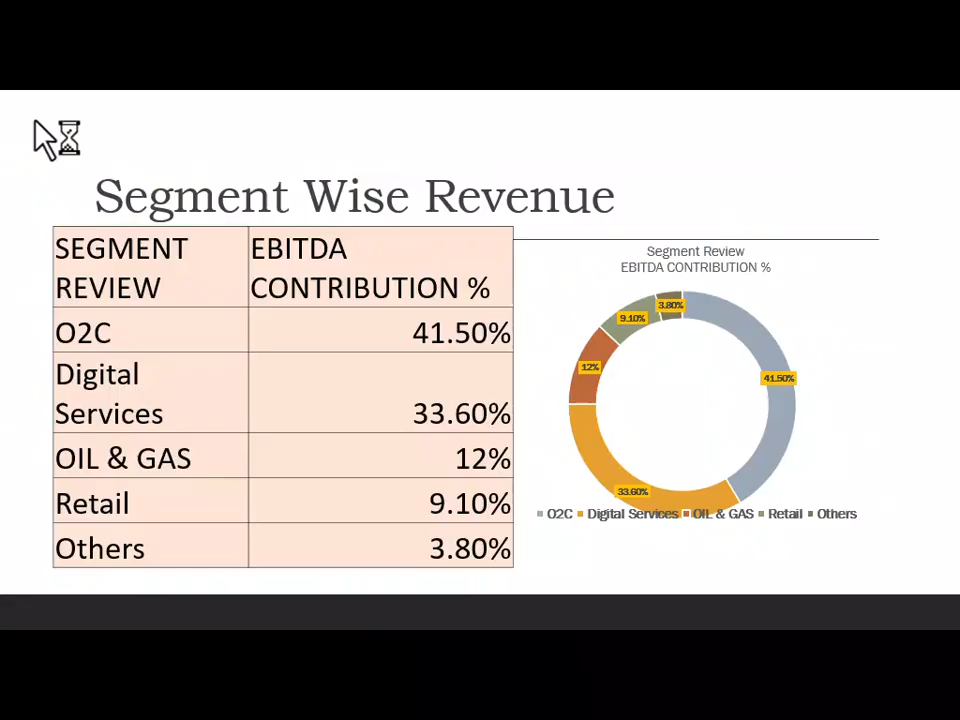 Segment Wise Revenue
SEGMENT REVIEW
EBITDA CONTRIBUTION %
O2C
41.50%
Digital Services
33.60%
OIL & GAS
12%
Retail
9.10%
Others
3.80%
Segment Review
EBITDA CONTRIBUTION %
3.80%
9.10%
12%
41.50%
33.60%
O2C Digital Services OIL & GAS Retail Others